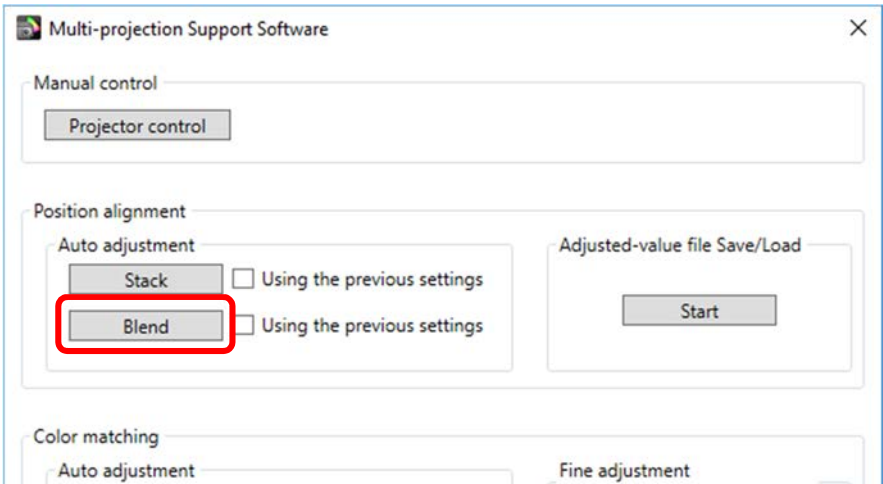 Multi-projection Support Software
Manual control
Projector control
Position alignment
Auto adjustment
Stack
Using the previous settings
Blend
Using the previous settings
Adjusted-value file Save/Load
Start
Color matching
Auto adjustment
Fine adjustment